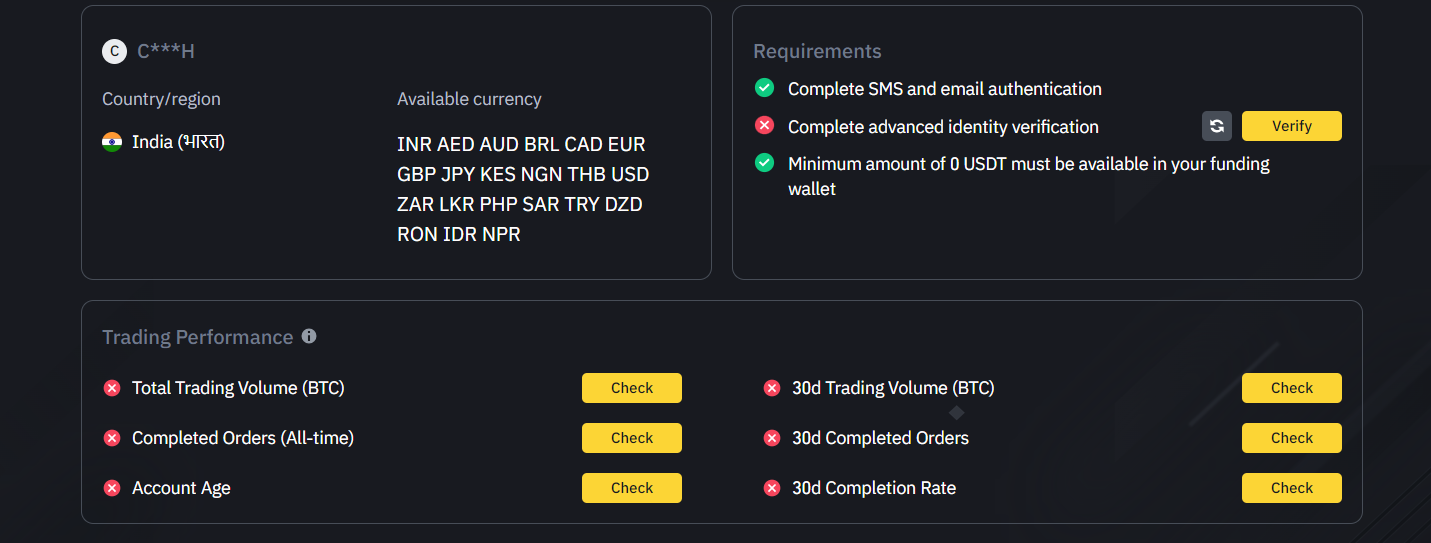 C
C***H
Country/region
India (भारत)
Available currency
INR AED AUD BRL CAD EUR
GBP JPY KES NGN THB USD
ZAR LKR PHP SAR TRY DZD
RON IDR NPR
Requirements
Complete SMS and email authentication
Complete advanced identity verification
Verify
Minimum amount of 0 USDT must be available in your funding
wallet
Trading Performance
Total Trading Volume (BTC)
Check
30d Trading Volume (BTC)
Check
Completed Orders (All-time)
Check
30d Completed Orders
Check
Account Age
Check
30d Completion Rate
Check